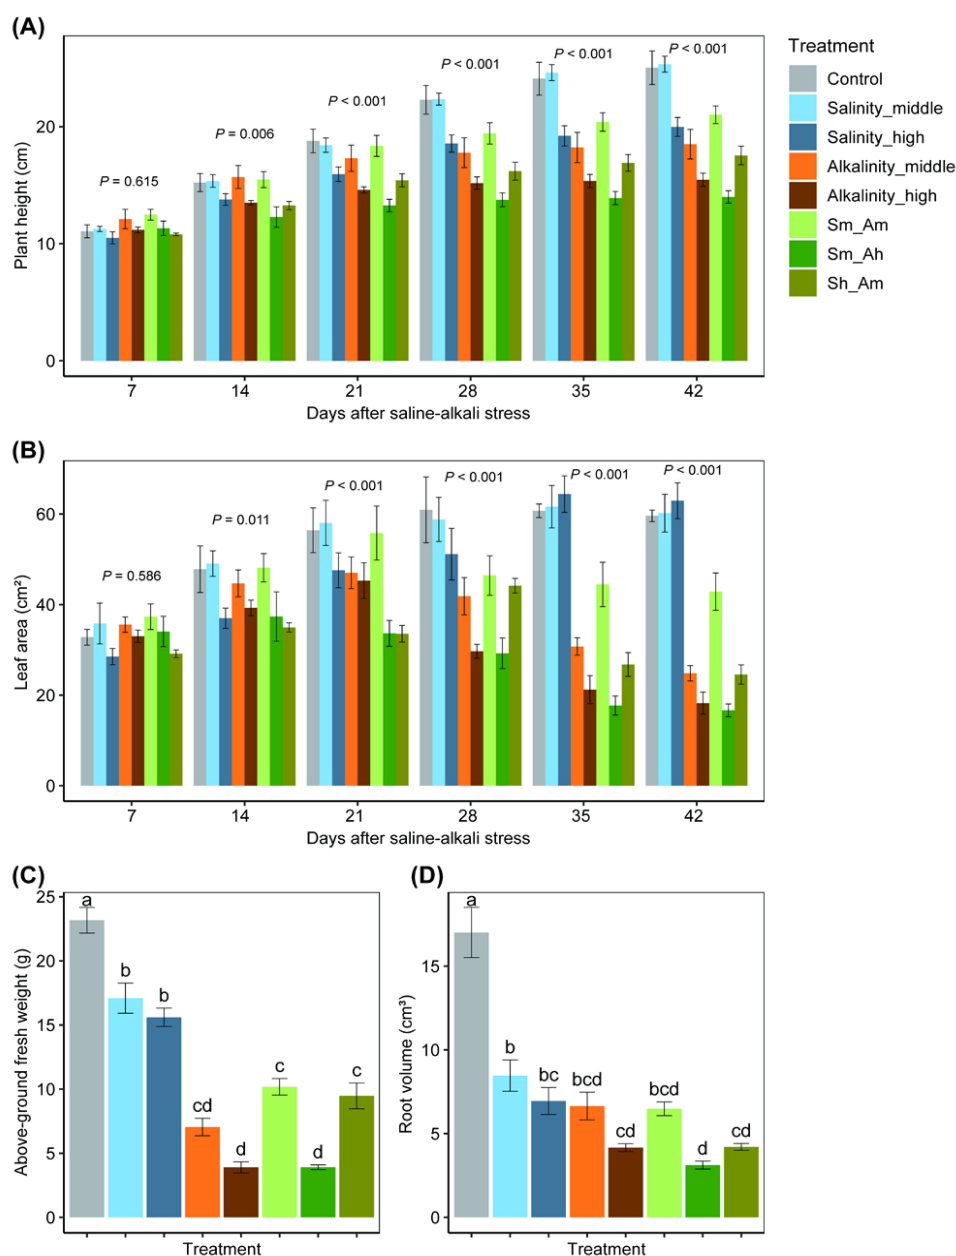 (A)
Plant height (cm)
20
10
0
P = 0.615
P = 0.006
P < 0.001
P < 0.001
P < 0.001
P < 0.001
7 14 21 28 35 42
Days after saline-alkali stress
Treatment
Control
Salinity_middle
Salinity_high
Alkalinity_middle
Alkalinity_high
Sm_Am
Sm_Ah
Sh_Am
(B)
Leaf area (cm²)
60
40
20
0
P = 0.586
P = 0.011
P < 0.001
P < 0.001
P < 0.001
P < 0.001
7 14 21 28 35 42
Days after saline-alkali stress
(C)
Above-ground fresh weight (g)
25
20
15
10
5
0
a b b cd d c d c
Treatment
(D)
Root volume (cm³)
15
10
5
0
a b bc bcd cd bcd d cd
Treatment